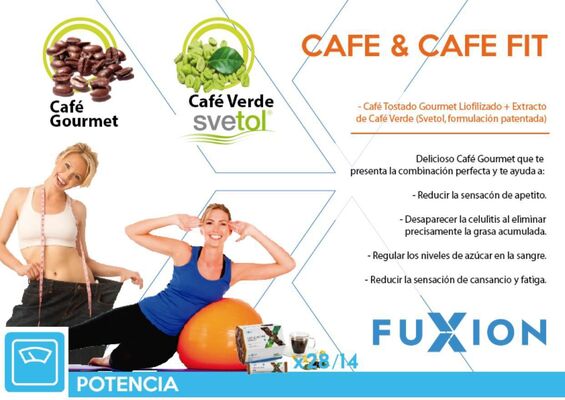 CAFE & CAFE FIT
Café
Gourmet
Café Verde
svetol®
- Café Tostado Gourmet Liofilizado + Extracto
de Café Verde (Svetol, formulación patentada)
Delicioso Café Gourmet que te
presenta la combinación perfecta y te ayuda a:
- Reducir la sensacón de apetito.
- Desaparecer la celulitis al eliminar
precisamente la grasa acumulada.
- Regular los niveles de azúcar en la sangre.
- Reducir la sensación de cansancio y fatiga.
FUXION
x28/14
POTENCIA